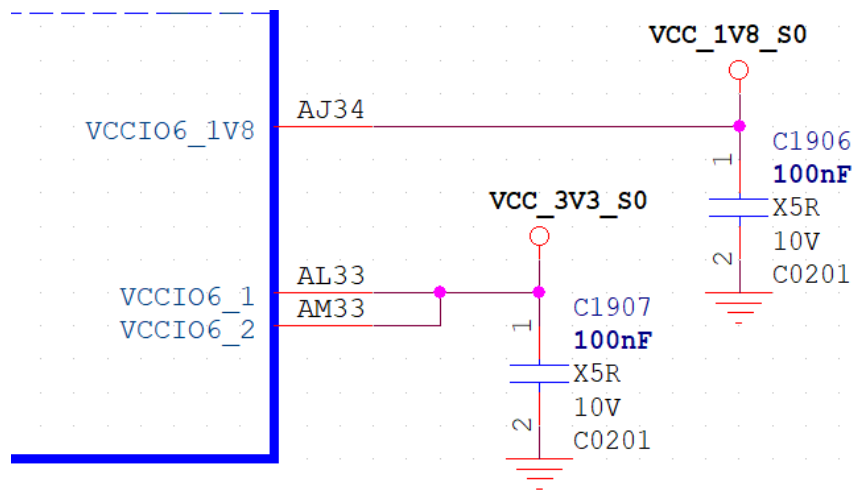 VCC_1V8_S0
AJ34
VCCIO6_1V8
C1906
1
100nF
X5R
10V
2
C0201
VCC_3V3_S0
AL33
VCCIO6_1
AM33
VCCIO6_2
C1907
1
100nF
X5R
10V
2
C0201